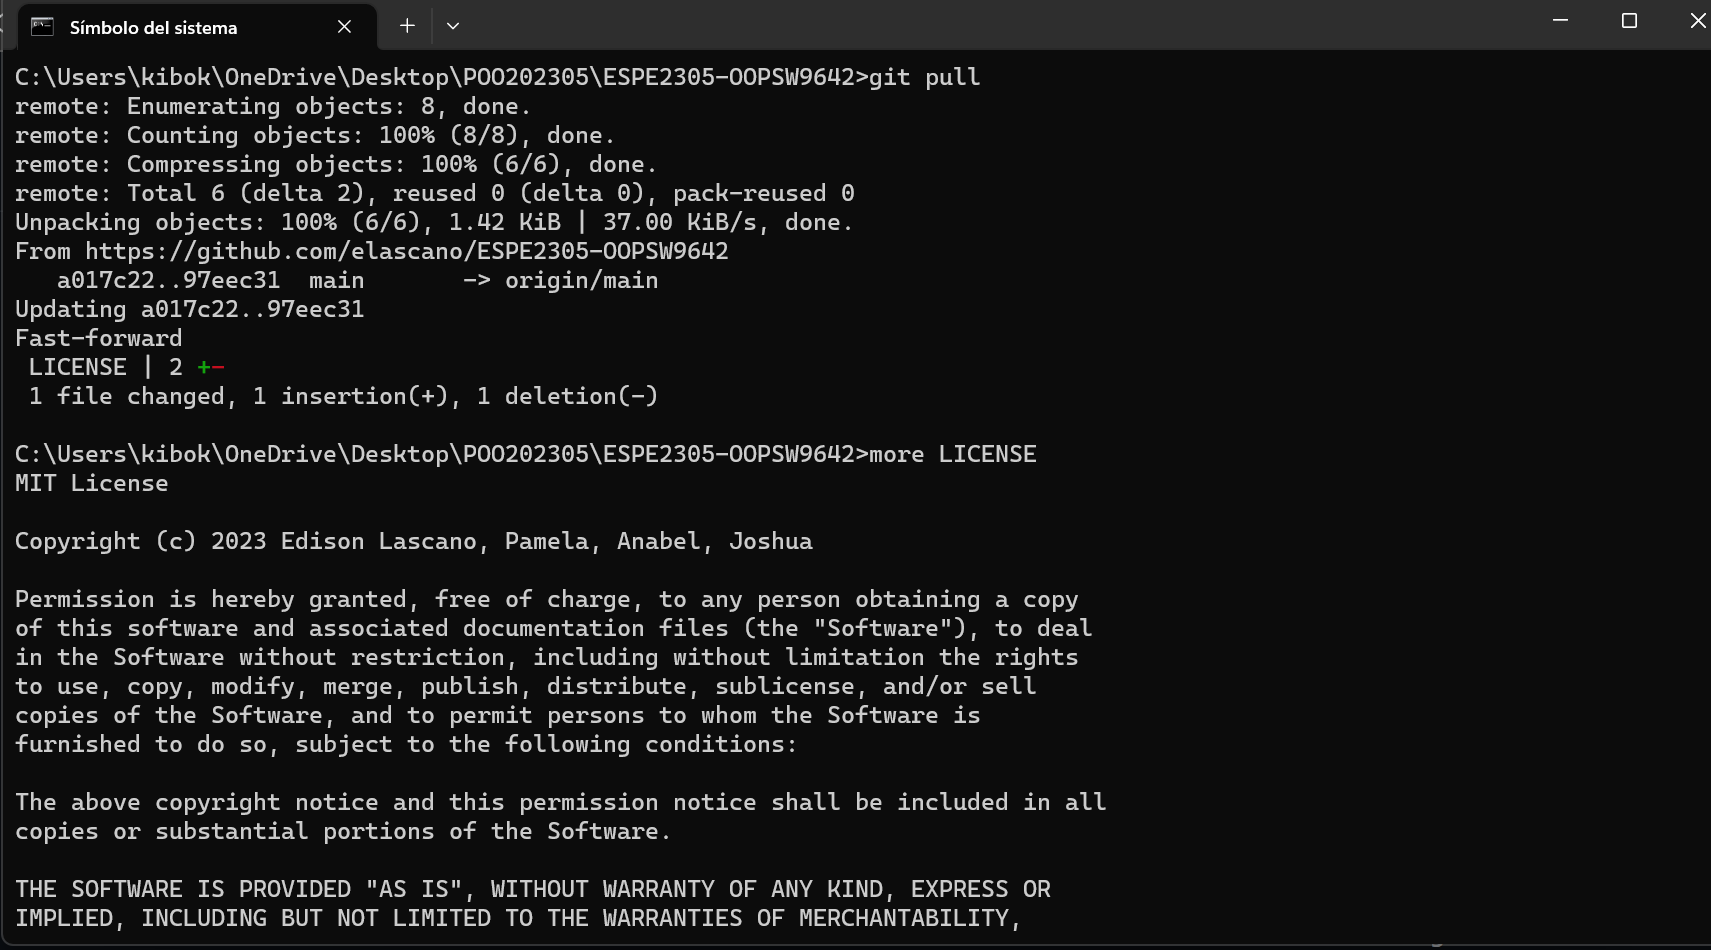 Símbolo del sistema
C:\Users\kibok\OneDrive\Desktop\POO202305\ESPE2305-OOPSW9642>git pull
remote: Enumerating objects: 8, done.
remote: Counting objects: 100% (8/8), done.
remote: Compressing objects: 100% (6/6), done.
remote: Total 6 (delta 2), reused 0 (delta 0), pack-reused 0
Unpacking objects: 100% (6/6), 1.42 KiB | 37.00 KiB/s, done.
From https://github.com/elascano/ESPE2305-OOPSW9642
   a017c22..97eec31  main       -> origin/main
Updating a017c22..97eec31
Fast-forward
 LICENSE | 2 +-
 1 file changed, 1 insertion(+), 1 deletion(-)
C:\Users\kibok\OneDrive\Desktop\POO202305\ESPE2305-OOPSW9642>more LICENSE
MIT License
Copyright (c) 2023 Edison Lascano, Pamela, Anabel, Joshua
Permission is hereby granted, free of charge, to any person obtaining a copy
of this software and associated documentation files (the "Software"), to deal
in the Software without restriction, including without limitation the rights
to use, copy, modify, merge, publish, distribute, sublicense, and/or sell
copies of the Software, and to permit persons to whom the Software is
furnished to do so, subject to the following conditions:
The above copyright notice and this permission notice shall be included in all
copies or substantial portions of the Software.
THE SOFTWARE IS PROVIDED "AS IS", WITHOUT WARRANTY OF ANY KIND, EXPRESS OR
IMPLIED, INCLUDING BUT NOT LIMITED TO THE WARRANTIES OF MERCHANTABILITY,